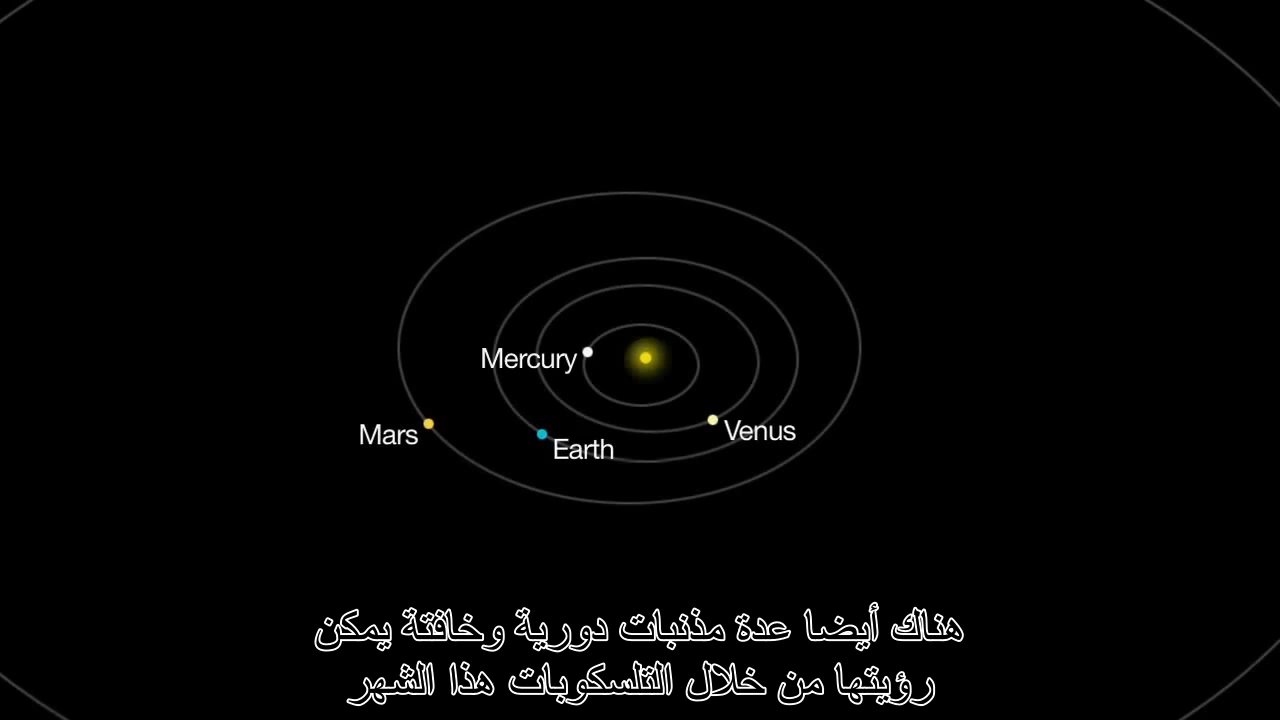 Mercury
Mars
Earth
Venus
هناك أيضا عدة مذنبات دورية وخافتة يمكن
رؤيتها من خلال التلسكوبات هذا الشهر